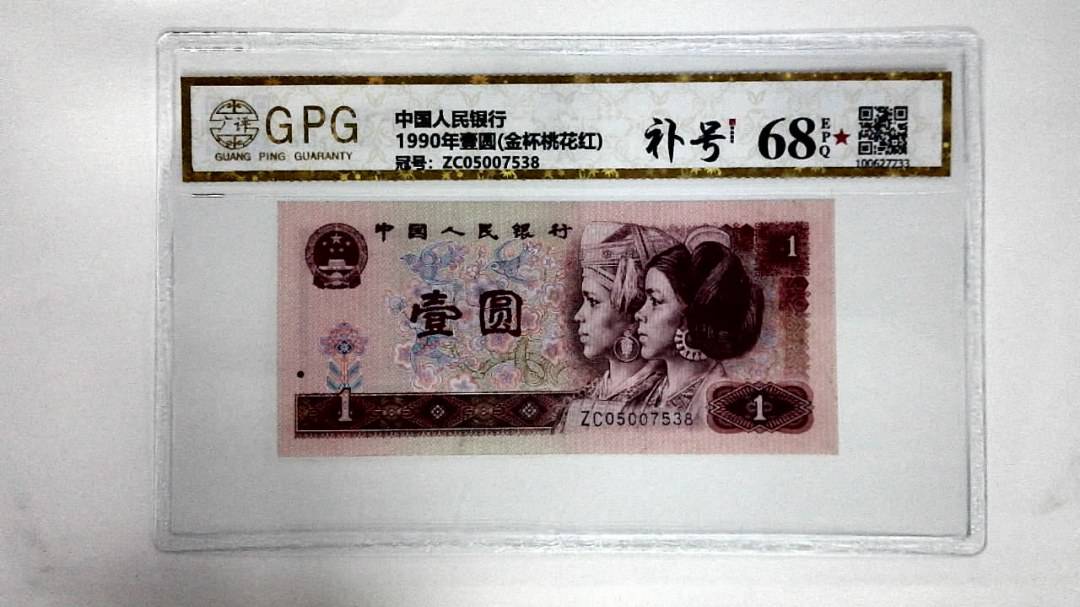 广评
GPG
GUANG PING GUARANTY
中国人民银行
1990年壹圆(金杯桃花红)
冠号: ZC05007538
补号
68
EPQ
100627733
中国人民银行
壹圆
1
1
ZC05007538
1